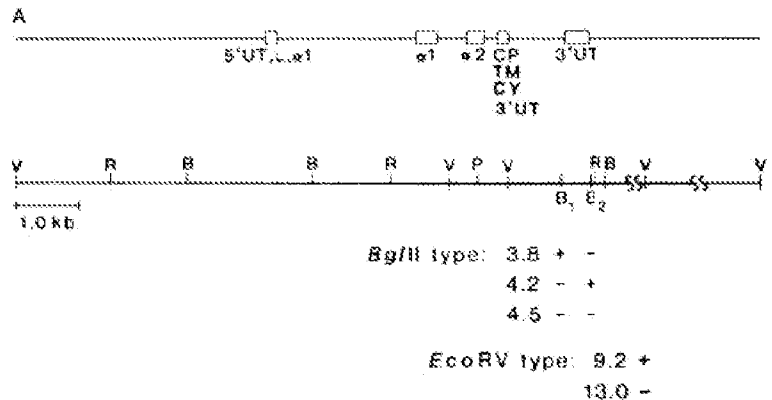 A
5'UT,L,α1 α1 α2 CP 3'UT
TM
CY
3'UT
V R B B R V P V R B V V
B₁ B₂
1.0 kb
BglII type: 3.8 + -
4.2 - +
4.5 - -
EcoRV type: 9.2 +
13.0 -